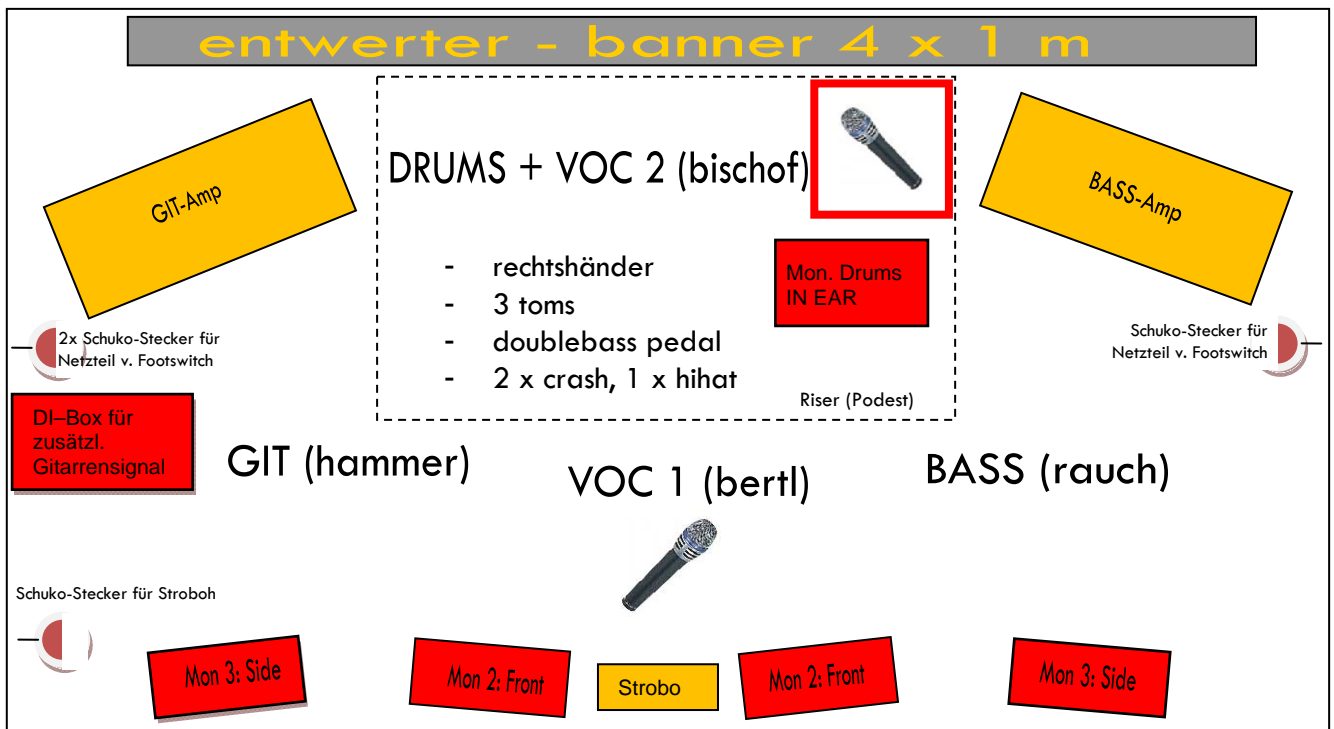 entwerter - banner 4 x 1 m
GIT-Amp
DRUMS + VOC 2 (bischof)
BASS-Amp
- rechtshänder
- 3 toms
- doublebass pedal
- 2 x crash, 1 x hihat
Mon. Drums
IN EAR
Riser (Podest)
2x Schuko-Stecker für
Netzteil v. Footswitch
Schuko-Stecker für
Netzteil v. Footswitch
DI–Box für
zusätzl.
Gitarrensignal
GIT (hammer)
VOC 1 (bertl)
BASS (rauch)
Schuko-Stecker für Stroboh
Mon 3: Side
Mon 2: Front
Strobo
Mon 2: Front
Mon 3: Side